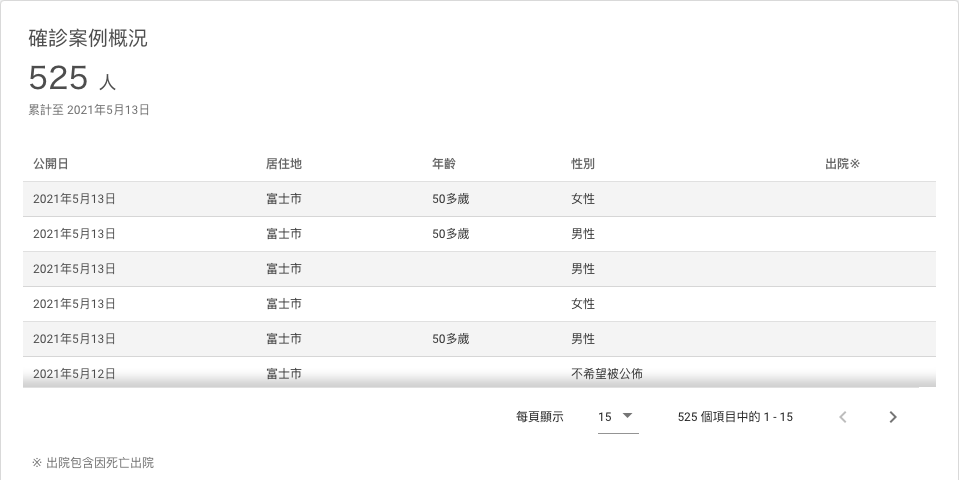 確診案例概況
525 人
累計至 2021年5月13日
公開日 居住地 年齡 性別 出院※
2021年5月13日 富士市 50多歲 女性
2021年5月13日 富士市 50多歲 男性
2021年5月13日 富士市 男性
2021年5月13日 富士市 女性
2021年5月13日 富士市 50多歲 男性
2021年5月12日 富士市 不希望被公佈
每頁顯示 15 525 個項目中的 1 - 15
※ 出院包含因死亡出院